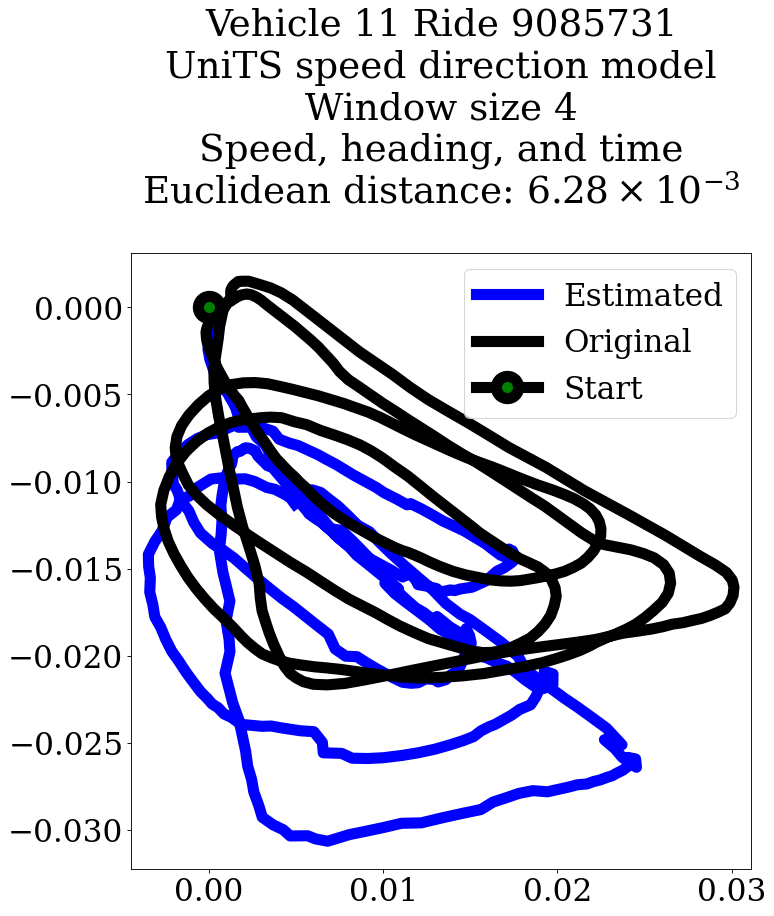 Vehicle 11 Ride 9085731
UniTS speed direction model
Window size 4
Speed, heading, and time
Euclidean distance: 6.28 × 10⁻³
Estimated
Original
Start
0.000
−0.005
−0.010
−0.015
−0.020
−0.025
−0.030
0.00 0.01 0.02 0.03